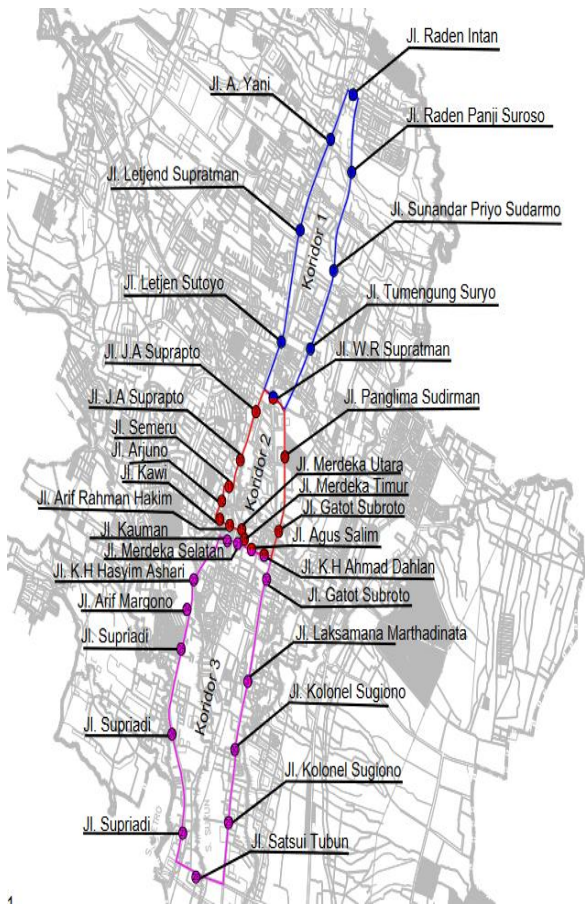 Jl. Raden Intan
Jl. A. Yani
Jl. Raden Panji Suroso
Jl. Letjend Supratman
Jl. Sunandar Priyo Sudarmo
Koridor 1
Jl. Letjen Sutoyo
Jl. Tumengung Suryo
Jl. J.A Suprapto
Jl. W.R Supratman
Jl. J.A Suprapto
Jl. Panglima Sudirman
Jl. Semeru
Koridor 2
Jl. Arjuno
Jl. Merdeka Utara
Jl. Kawi
Jl. Merdeka Timur
Jl. Arif Rahman Hakim
Jl. Gatot Subroto
Jl. Kauman
Jl. Agus Salim
Jl. Merdeka Selatan
Jl. K.H Ahmad Dahlan
Jl. K.H Hasyim Ashari
Jl. Gatot Subroto
Jl. Arif Margono
Jl. Supriadi
Jl. Laksamana Marthadinata
Koridor 3
Jl. Kolonel Sugiono
Jl. Supriadi
Jl. Kolonel Sugiono
Jl. Supriadi
S. SUKUN
Jl. Satsui Tubun
1